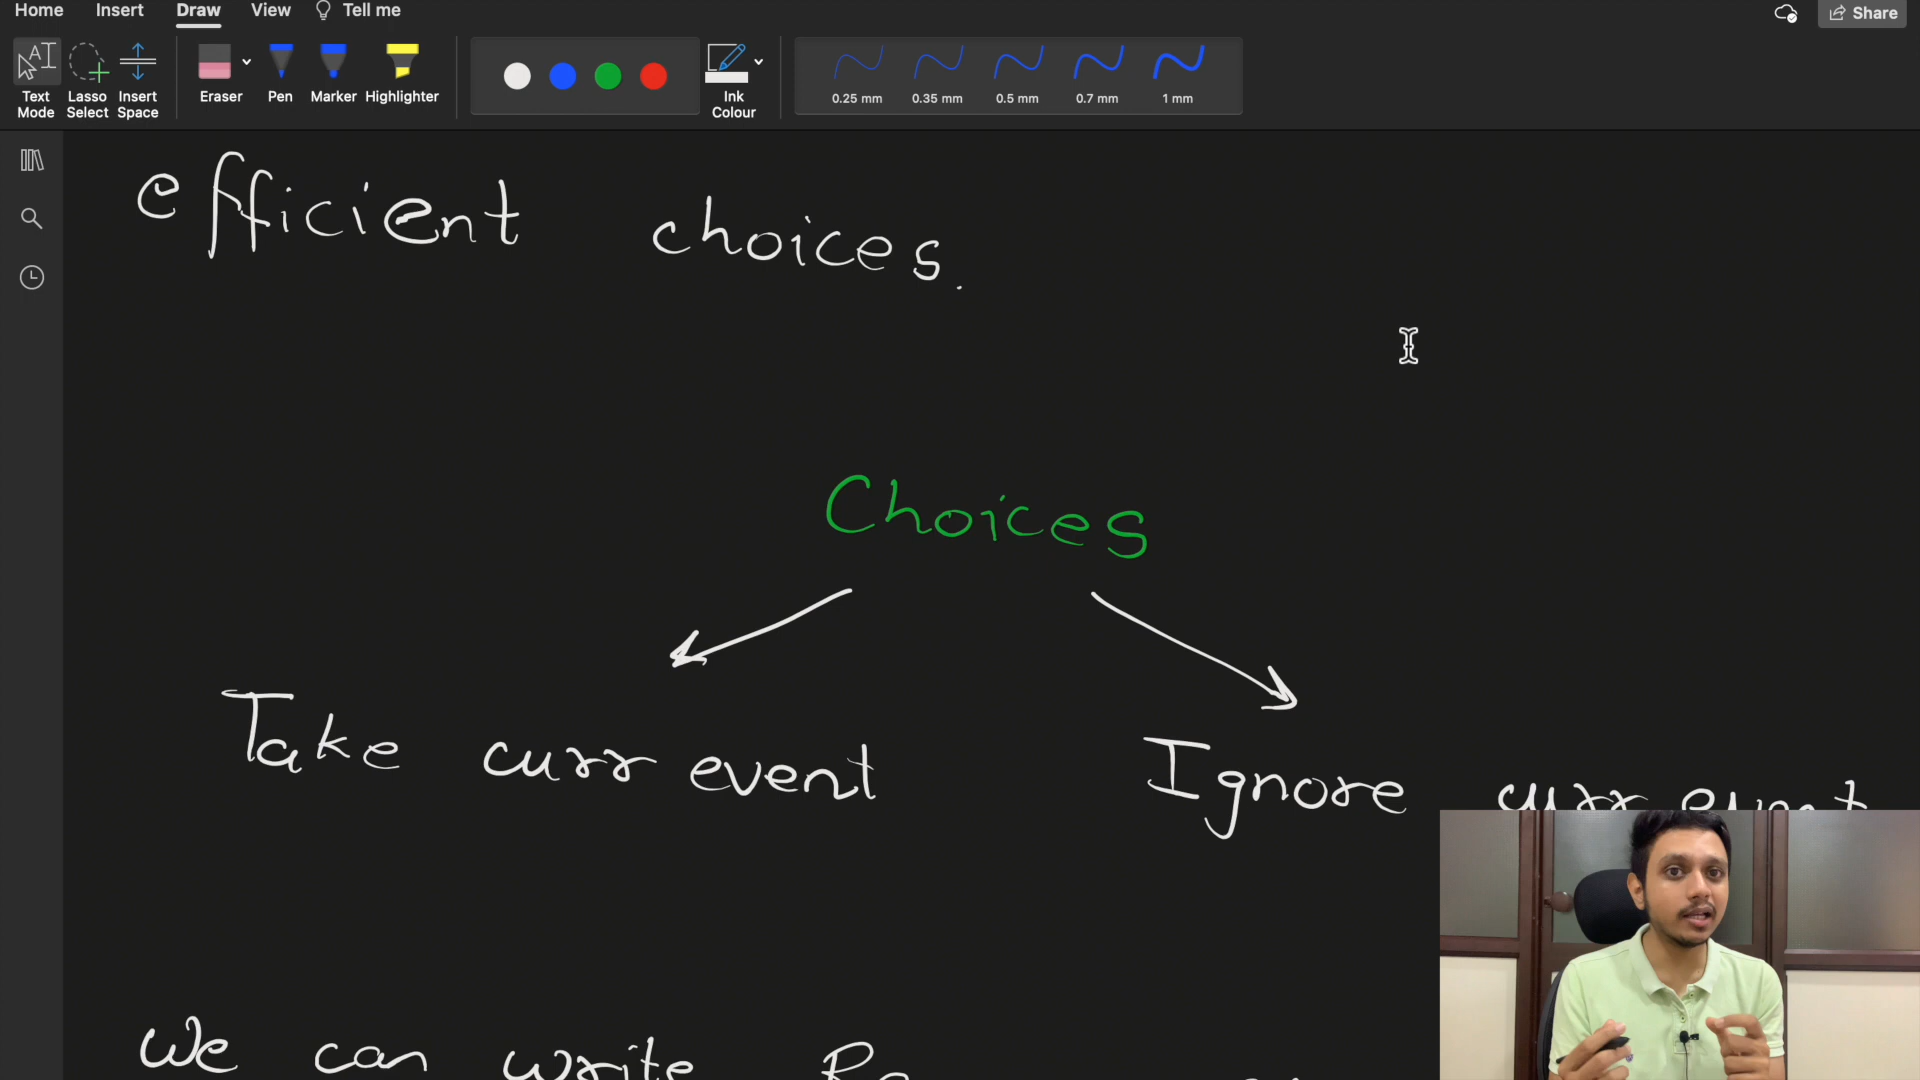 Home Insert Draw View Tell me Share
Text Mode Lasso Select Insert Space Eraser Pen Marker Highlighter Ink Colour 0.25 mm 0.35 mm 0.5 mm 0.7 mm 1 mm
efficient choices.
Choices
Take curr event Ignore curr event
We can write